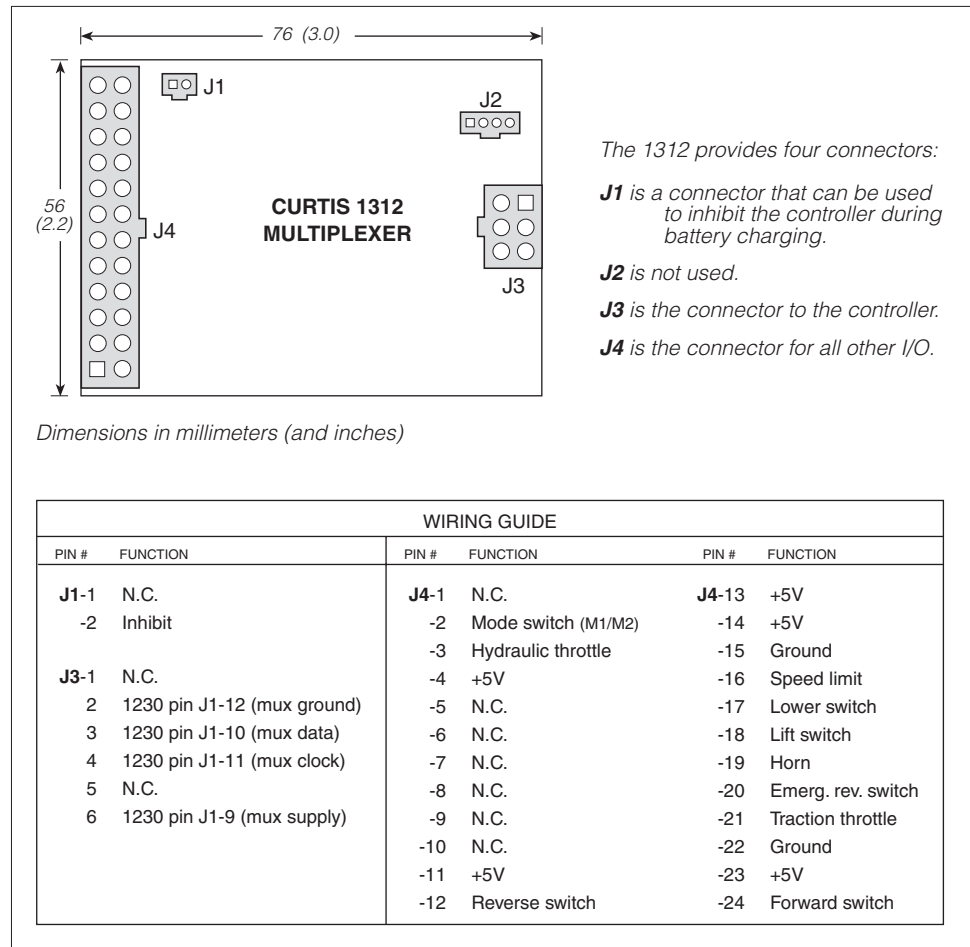 76 (3.0)
J1
J2
56
(2.2)
J4
CURTIS 1312
MULTIPLEXER
J3
The 1312 provides four connectors:
J1 is a connector that can be used
to inhibit the controller during
battery charging.
J2 is not used.
J3 is the connector to the controller.
J4 is the connector for all other I/O.
Dimensions in millimeters (and inches)
WIRING GUIDE
PIN # FUNCTION PIN # FUNCTION PIN # FUNCTION
J1-1 N.C. J4-1 N.C. J4-13 +5V
-2 Inhibit -2 Mode switch (M1/M2) -14 +5V
-3 Hydraulic throttle -15 Ground
J3-1 N.C. -4 +5V -16 Speed limit
2 1230 pin J1-12 (mux ground) -5 N.C. -17 Lower switch
3 1230 pin J1-10 (mux data) -6 N.C. -18 Lift switch
4 1230 pin J1-11 (mux clock) -7 N.C. -19 Horn
5 N.C. -8 N.C. -20 Emerg. rev. switch
6 1230 pin J1-9 (mux supply) -9 N.C. -21 Traction throttle
-10 N.C. -22 Ground
-11 +5V -23 +5V
-12 Reverse switch -24 Forward switch